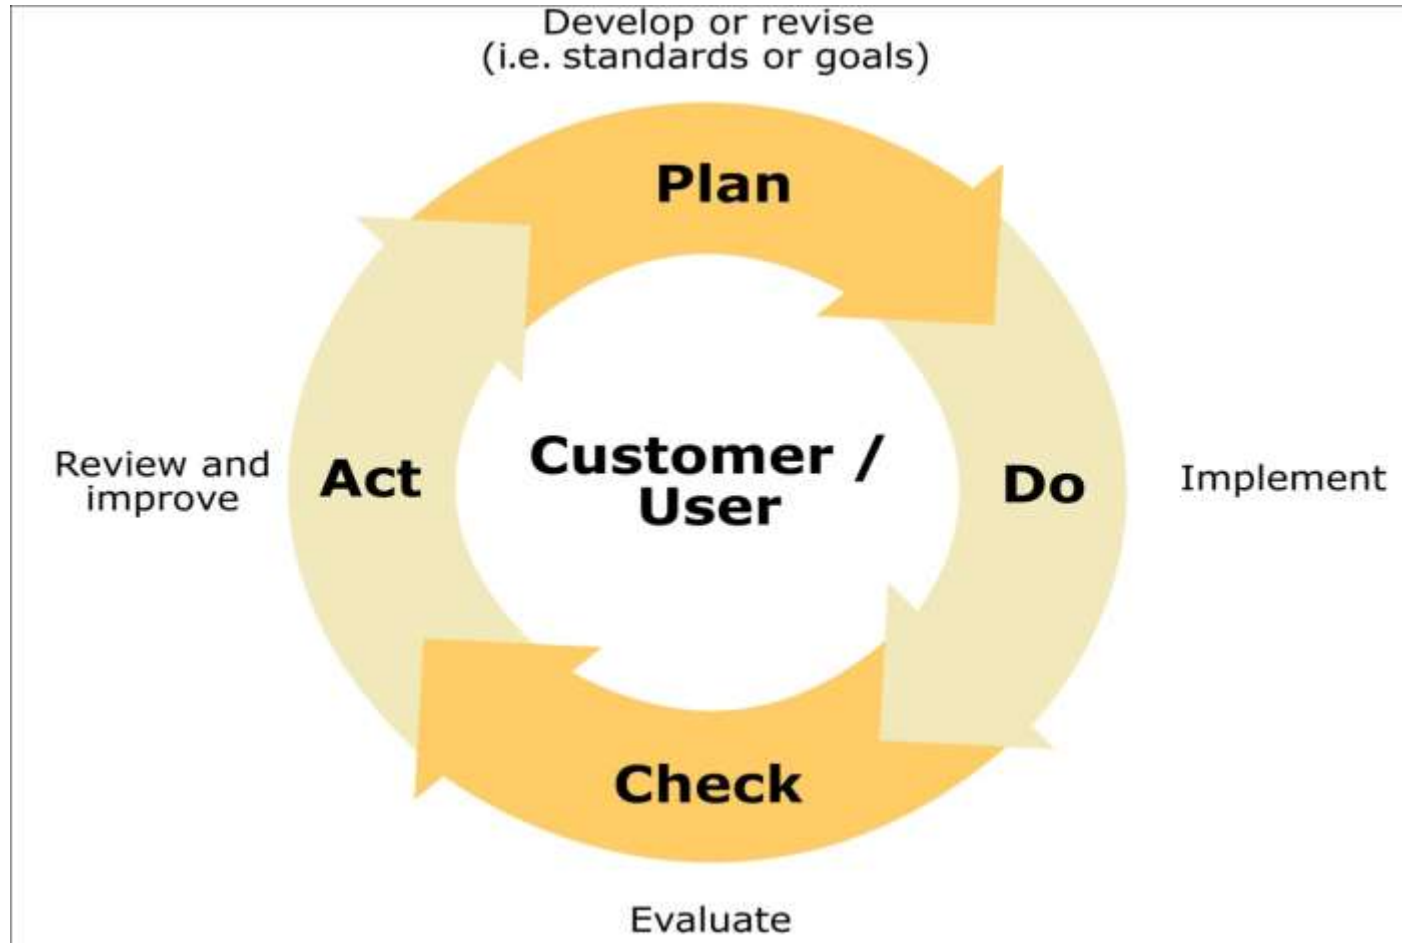 Develop or revise
(i.e. standards or goals)
Plan
Review and
improve
Act
Customer /
User
Do
Implement
Check
Evaluate